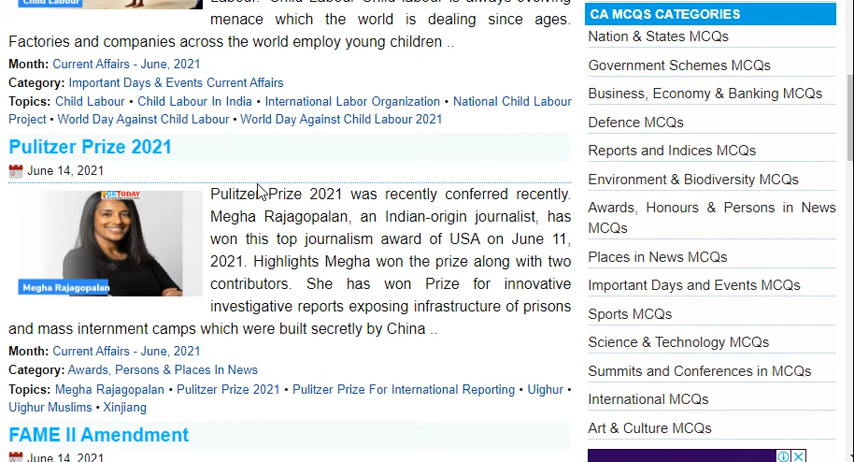 Child Labour
menace which the world is dealing since ages.
Factories and companies across the world employ young children ..
Month: Current Affairs - June, 2021
Category: Important Days & Events Current Affairs
Topics: Child Labour • Child Labour In India • International Labor Organization • National Child Labour
Project • World Day Against Child Labour • World Day Against Child Labour 2021
Pulitzer Prize 2021
June 14, 2021
GKTODAY
Megha Rajagopalan
Pulitzer Prize 2021 was recently conferred recently.
Megha Rajagopalan, an Indian-origin journalist, has
won this top journalism award of USA on June 11,
2021. Highlights Megha won the prize along with two
contributors. She has won Prize for innovative
investigative reports exposing infrastructure of prisons
and mass internment camps which were built secretly by China ..
Month: Current Affairs - June, 2021
Category: Awards, Persons & Places In News
Topics: Megha Rajagopalan • Pulitzer Prize 2021 • Pulitzer Prize For International Reporting • Uighur •
Uighur Muslims • Xinjiang
FAME II Amendment
June 14, 2021
CA MCQS CATEGORIES
Nation & States MCQs
Government Schemes MCQs
Business, Economy & Banking MCQs
Defence MCQs
Reports and Indices MCQs
Environment & Biodiversity MCQs
Awards, Honours & Persons in News
MCQs
Places in News MCQs
Important Days and Events MCQs
Sports MCQs
Science & Technology MCQs
Summits and Conferences in MCQs
International MCQs
Art & Culture MCQs